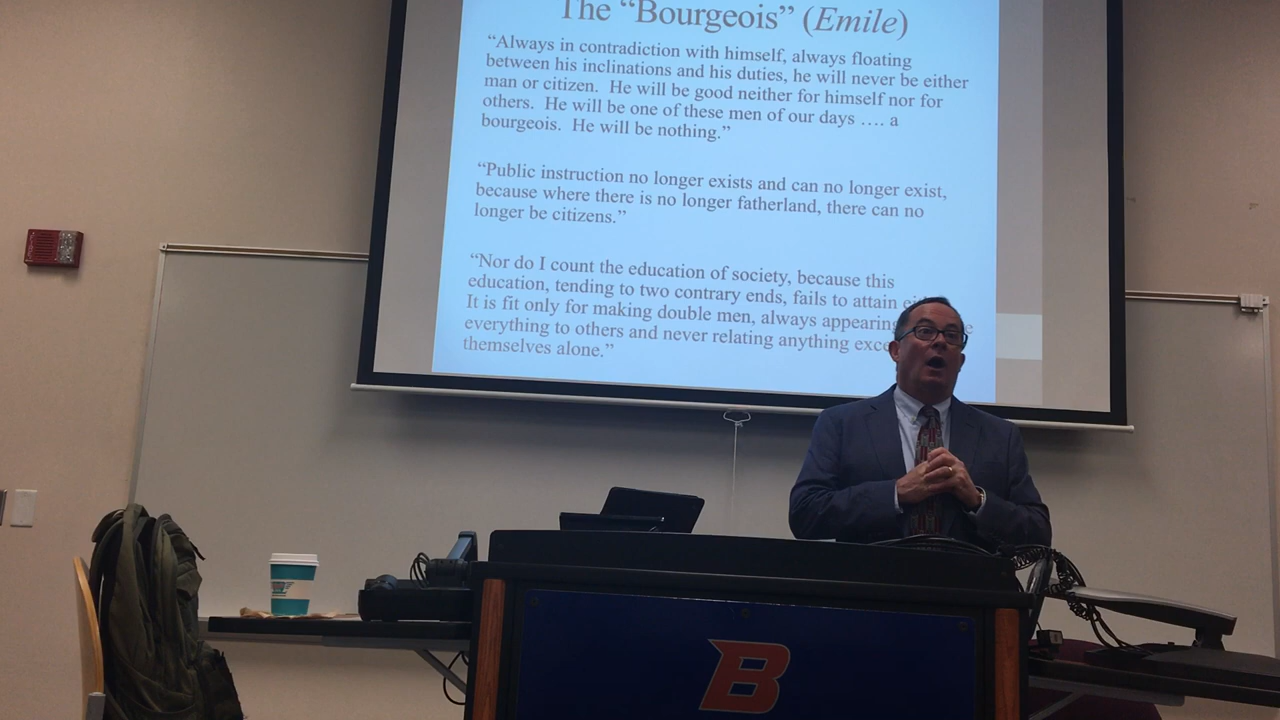 The “Bourgeois” (Emile)
“Always in contradiction with himself, always floating
between his inclinations and his duties, he will never be either
man or citizen.  He will be good neither for himself nor for
others.  He will be one of these men of our days …. a
bourgeois.  He will be nothing.”
“Public instruction no longer exists and can no longer exist,
because where there is no longer fatherland, there can no
longer be citizens.”
“Nor do I count the education of society, because this
education, tending to two contrary ends, fails to attain
It is fit only for making double men, always appearing
everything to others and never relating anything
themselves alone.”
B